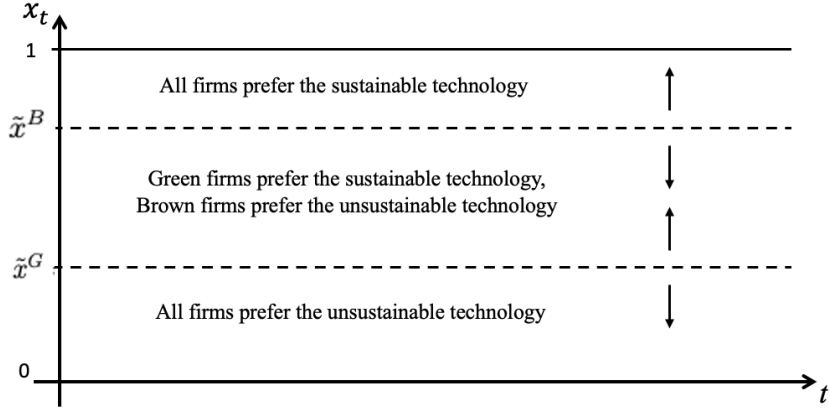 xₜ
1
All firms prefer the sustainable technology
x̃ᴮ
Green firms prefer the sustainable technology,
Brown firms prefer the unsustainable technology
x̃ᴳ
All firms prefer the unsustainable technology
0
t